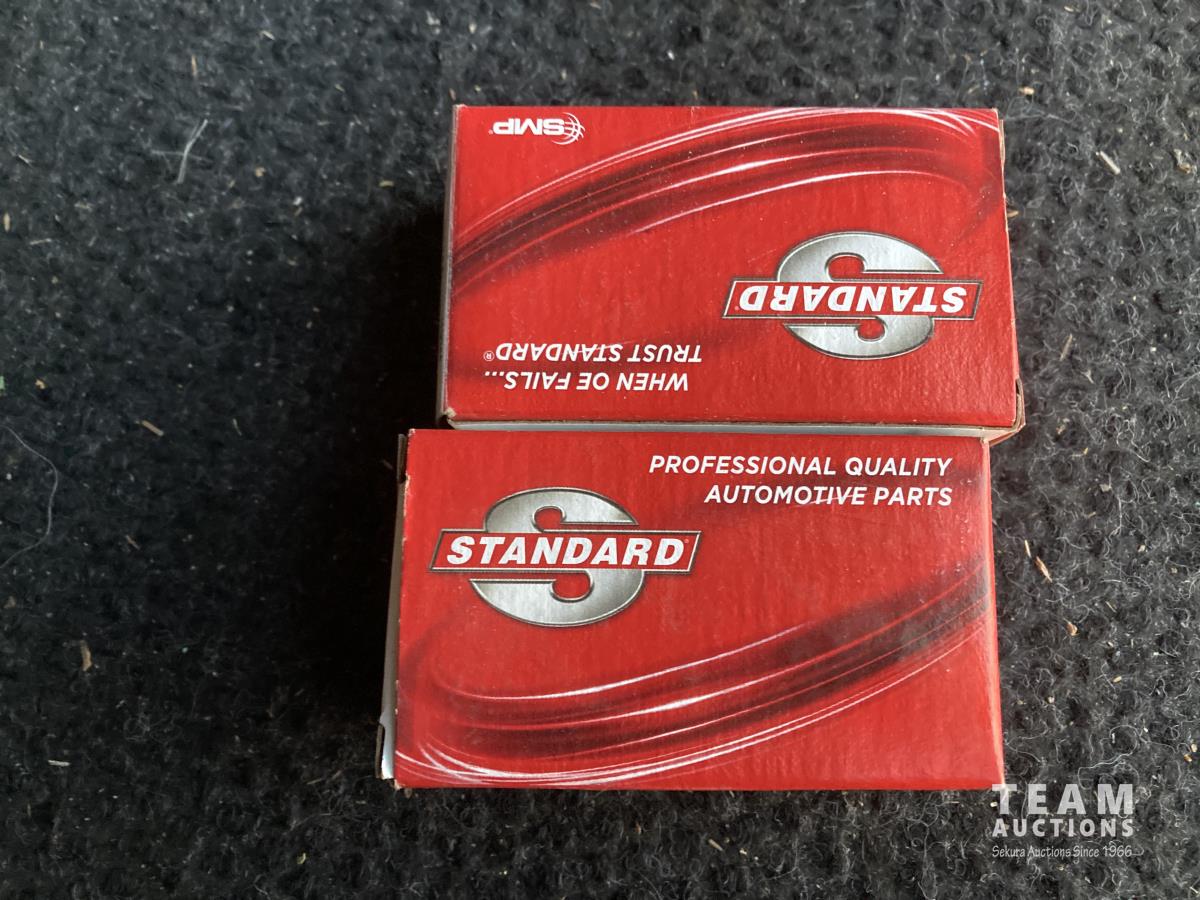 SMP®
STANDARD®
WHEN OE FAILS...
TRUST STANDARD®
PROFESSIONAL QUALITY
AUTOMOTIVE PARTS
S
STANDARD®
TEAM
AUCTIONS
Sekura Auctions Since 1966